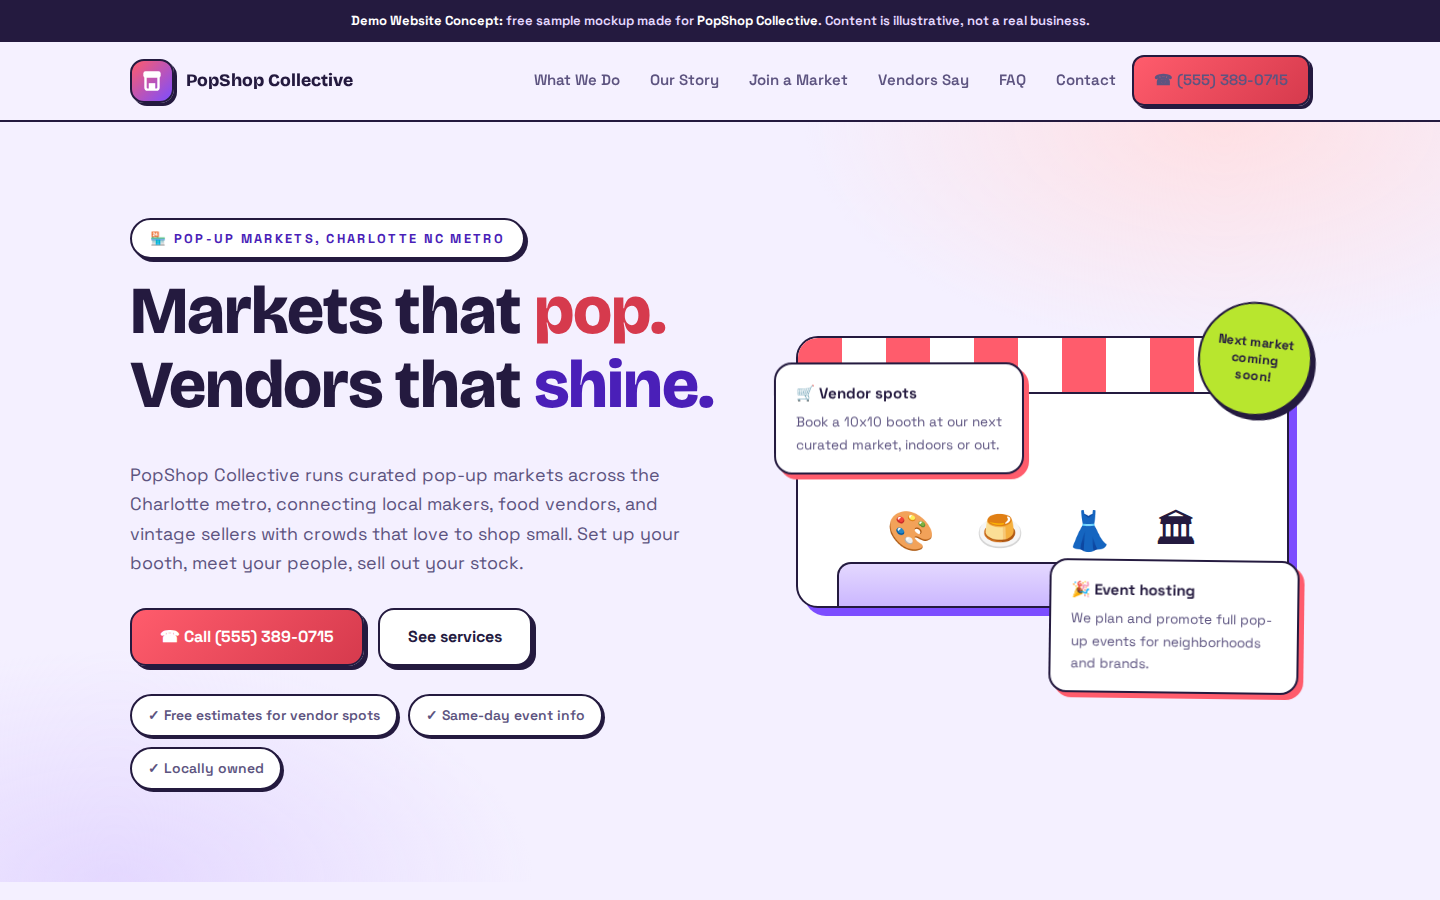 Demo Website Concept: free sample mockup made for PopShop Collective. Content is illustrative, not a real business.
PopShop Collective
What We Do
Our Story
Join a Market
Vendors Say
FAQ
Contact
☎ (555) 389-0715
🏪 POP-UP MARKETS, CHARLOTTE NC METRO
Markets that pop.
Vendors that shine.
PopShop Collective runs curated pop-up markets across the
Charlotte metro, connecting local makers, food vendors, and
vintage sellers with crowds that love to shop small. Set up your
booth, meet your people, sell out your stock.
☎ Call (555) 389-0715
See services
✓ Free estimates for vendor spots
✓ Same-day event info
✓ Locally owned
Next market
coming
soon!
🛒 Vendor spots
Book a 10x10 booth at our next
curated market, indoors or out.
🎉 Event hosting
We plan and promote full pop-
up events for neighborhoods
and brands.